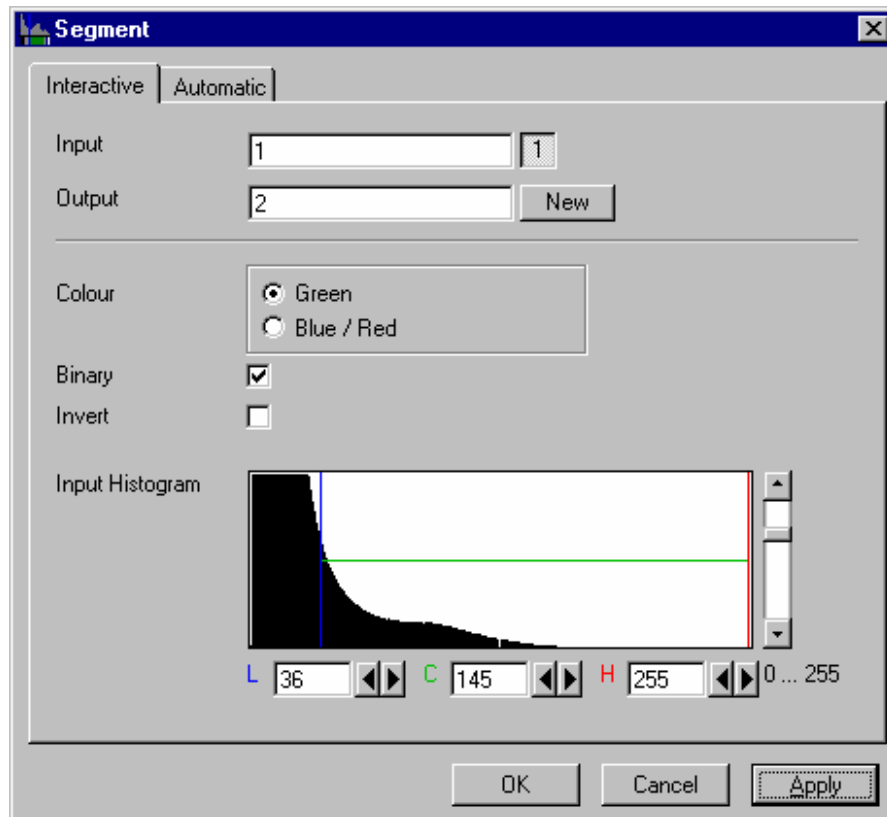 Segment
Interactive Automatic
Input 1 1
Output 2 New
Colour Green
Blue / Red
Binary
Invert
Input Histogram
L 36 C 145 H 255 0 ... 255
OK Cancel Apply